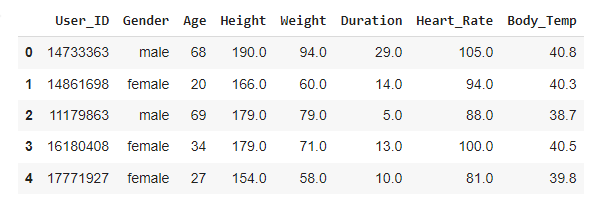 User_ID Gender Age Height Weight Duration Heart_Rate Body_Temp
0 14733363 male 68 190.0 94.0 29.0 105.0 40.8
1 14861698 female 20 166.0 60.0 14.0 94.0 40.3
2 11179863 male 69 179.0 79.0 5.0 88.0 38.7
3 16180408 female 34 179.0 71.0 13.0 100.0 40.5
4 17771927 female 27 154.0 58.0 10.0 81.0 39.8